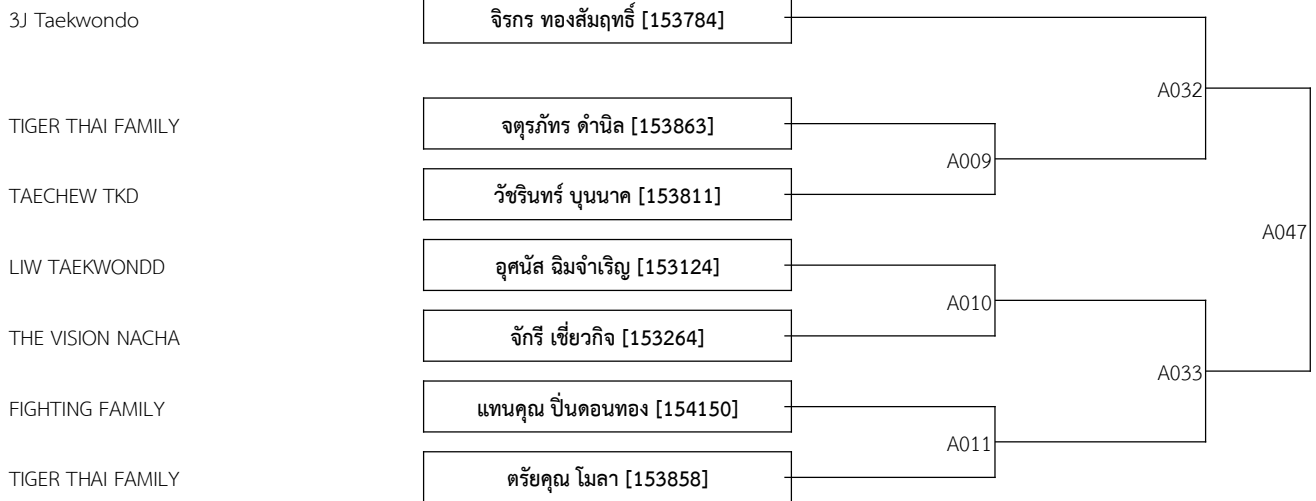 3J Taekwondo จิรกร ทองสัมฤทธิ์ [153784]
A032
TIGER THAI FAMILY จตุรภัทร ดำนิล [153863]
A009
TAECHEW TKD วัชรินทร์ บุนนาค [153811]
A047
LIW TAEKWONDD อุศนัส ฉิมจำเริญ [153124]
A010
THE VISION NACHA จักรี เชี่ยวกิจ [153264]
A033
FIGHTING FAMILY แทนคุณ ปิ่นดอนทอง [154150]
A011
TIGER THAI FAMILY ตรัยคุณ โมลา [153858]